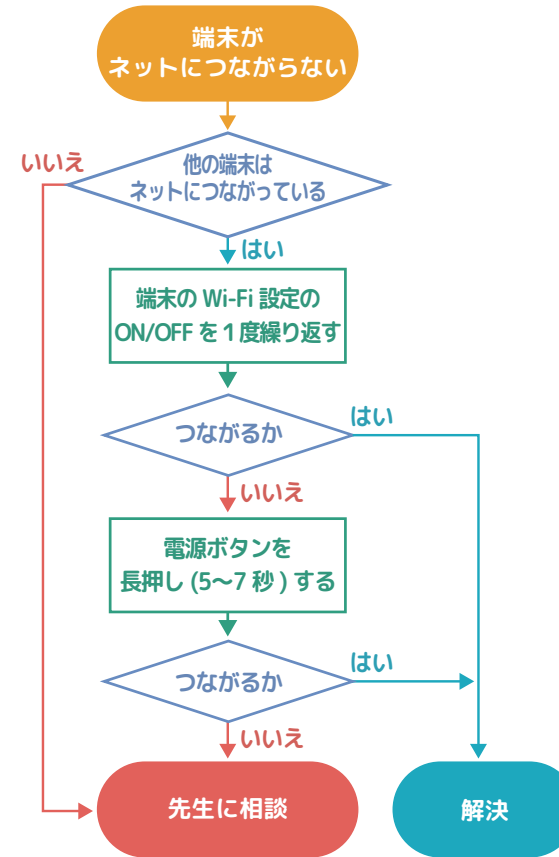 端末が
ネットにつながらない
いいえ
他の端末は
ネットにつながっている
はい
端末の Wi-Fi 設定の
ON/OFF を 1 度繰り返す
つながるか
はい
いいえ
電源ボタンを
長押し (5〜7 秒 ) する
つながるか
はい
いいえ
先生に相談
解決